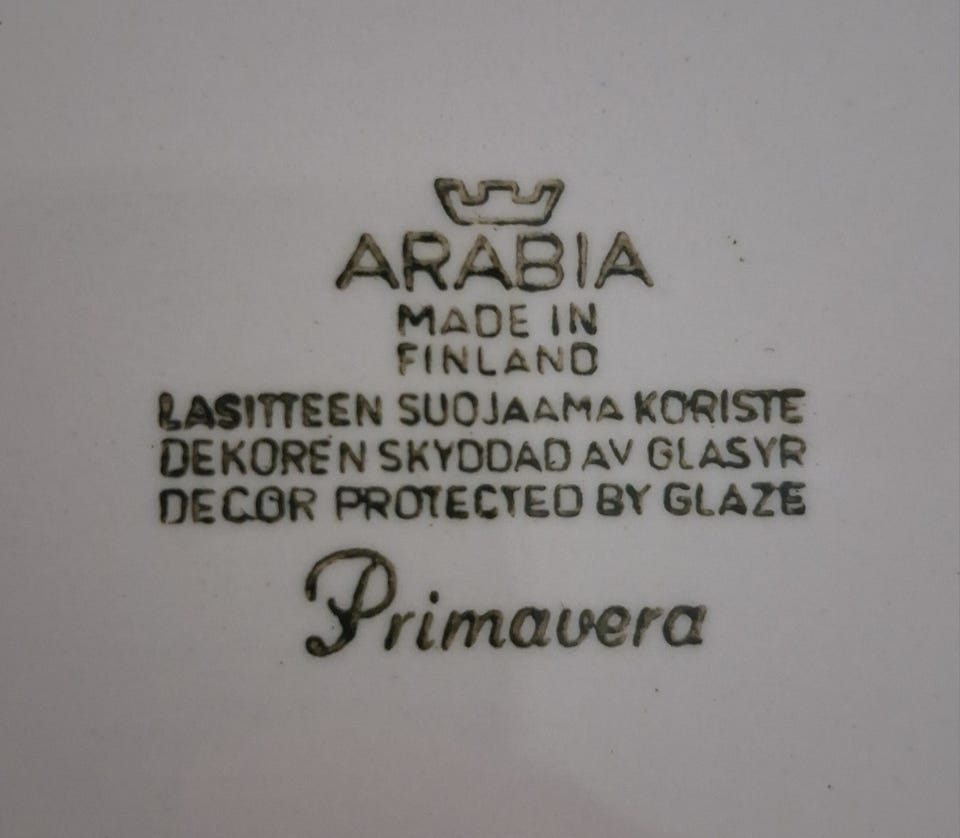 ARABIA
MADE IN
FINLAND
LASITTEEN SUOJAAMA KORISTE
DEKOREN SKYDDAD AV GLASYR
DECOR PROTECTED BY GLAZE
Primavera